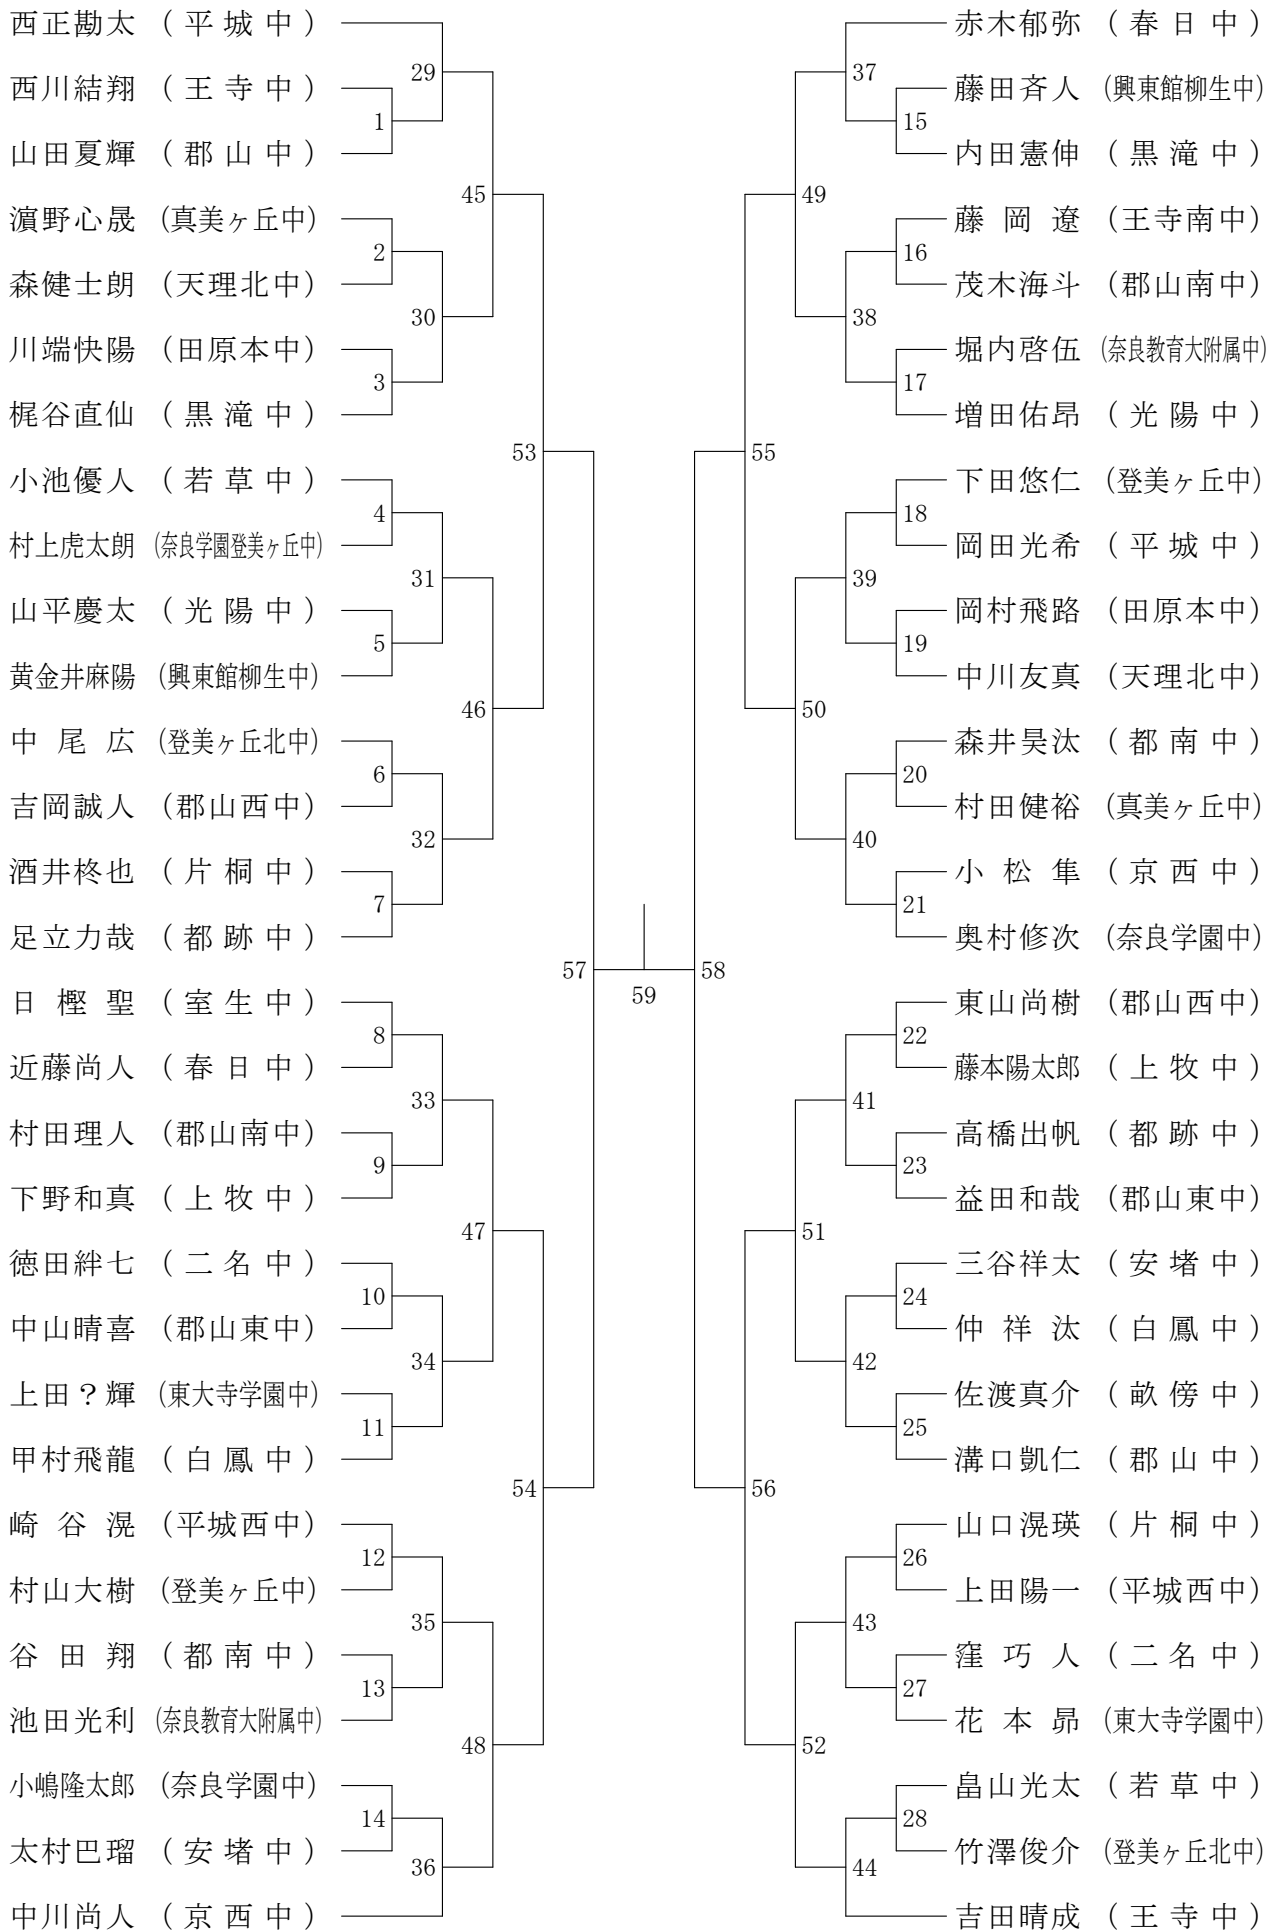 西正勘太 （平城中）
西川結翔 （王寺中）
山田夏輝 （郡山中）
濵野心晟 （真美ヶ丘中）
森健士朗 （天理北中）
川端快陽 （田原本中）
梶谷直仙 （黒滝中）
小池優人 （若草中）
村上虎太朗 （奈良学園登美ヶ丘中）
山平慶太 （光陽中）
黄金井麻陽 （興東館柳生中）
中尾広 （登美ヶ丘北中）
吉岡誠人 （郡山西中）
酒井柊也 （片桐中）
足立力哉 （都跡中）
日樫聖 （室生中）
近藤尚人 （春日中）
村田理人 （郡山南中）
下野和真 （上牧中）
徳田絆七 （二名中）
中山晴喜 （郡山東中）
上田？輝 （東大寺学園中）
甲村飛龍 （白鳳中）
崎谷滉 （平城西中）
村山大樹 （登美ヶ丘中）
谷田翔 （都南中）
池田光利 （奈良教育大附属中）
小嶋隆太郎 （奈良学園中）
太村巴瑠 （安堵中）
中川尚人 （京西中）
1
2
3
4
5
6
7
8
9
10
11
12
13
14
29
30
31
32
33
34
35
36
45
46
47
48
53
54
57
59
58
55
56
49
50
51
52
37
38
39
40
41
42
43
44
15
16
17
18
19
20
21
22
23
24
25
26
27
28
赤木郁弥 （春日中）
藤田斉人 （興東館柳生中）
内田憲伸 （黒滝中）
藤岡遼 （王寺南中）
茂木海斗 （郡山南中）
堀内啓伍 （奈良教育大附属中）
増田佑昂 （光陽中）
下田悠仁 （登美ヶ丘中）
岡田光希 （平城中）
岡村飛路 （田原本中）
中川友真 （天理北中）
森井昊汰 （都南中）
村田健裕 （真美ヶ丘中）
小松隼 （京西中）
奥村修次 （奈良学園中）
東山尚樹 （郡山西中）
藤本陽太郎 （上牧中）
高橋出帆 （都跡中）
益田和哉 （郡山東中）
三谷祥太 （安堵中）
仲祥汰 （白鳳中）
佐渡真介 （畝傍中）
溝口凱仁 （郡山中）
山口滉瑛 （片桐中）
上田陽一 （平城西中）
窪巧人 （二名中）
花本昴 （東大寺学園中）
畠山光太 （若草中）
竹澤俊介 （登美ヶ丘北中）
吉田晴成 （王寺中）